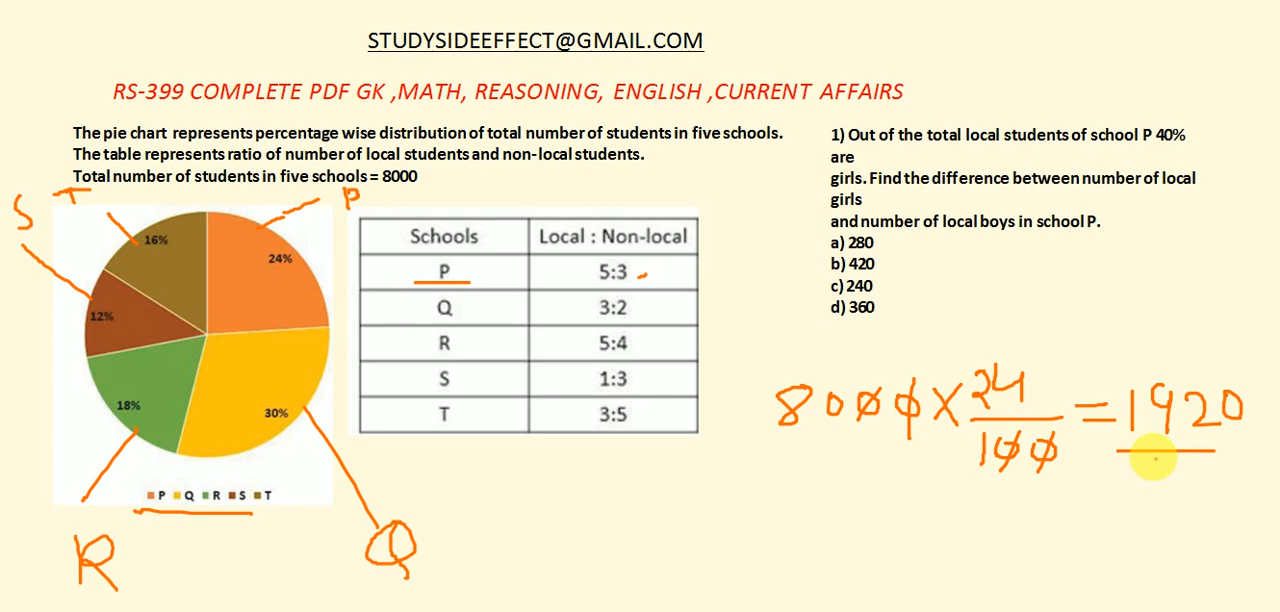 STUDYSIDEEFFECT@GMAIL.COM
RS-399 COMPLETE PDF GK ,MATH, REASONING, ENGLISH ,CURRENT AFFAIRS
The pie chart represents percentage wise distribution of total number of students in five schools.
The table represents ratio of number of local students and non-local students.
Total number of students in five schools = 8000
1) Out of the total local students of school P 40%
are
girls. Find the difference between number of local
girls
and number of local boys in school P.
a) 280
b) 420
c) 240
d) 360
S
T
P
16%
24%
12%
18%
30%
P Q R S T
R
Q
Schools Local : Non-local
P 5:3
Q 3:2
R 5:4
S 1:3
T 3:5
8000 X 24/100 = 1920